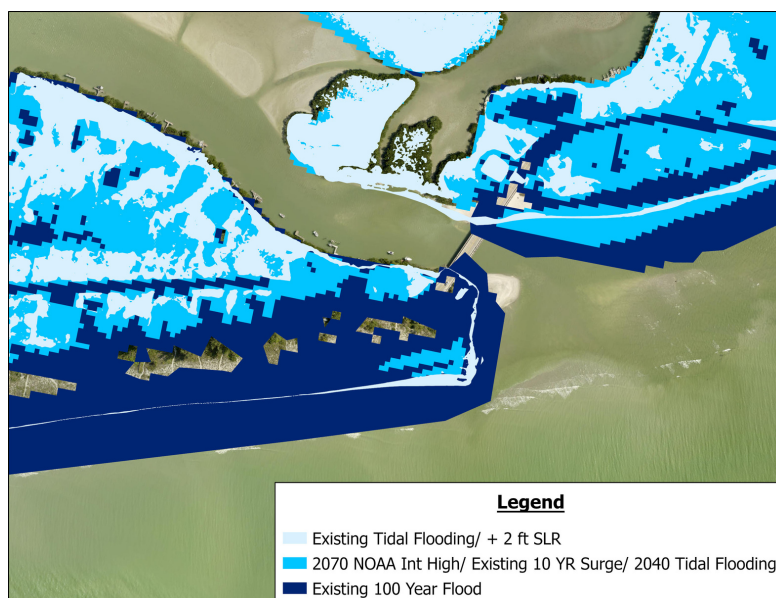 Legend
Existing Tidal Flooding/ + 2 ft SLR
2070 NOAA Int High/ Existing 10 YR Surge/ 2040 Tidal Flooding
Existing 100 Year Flood